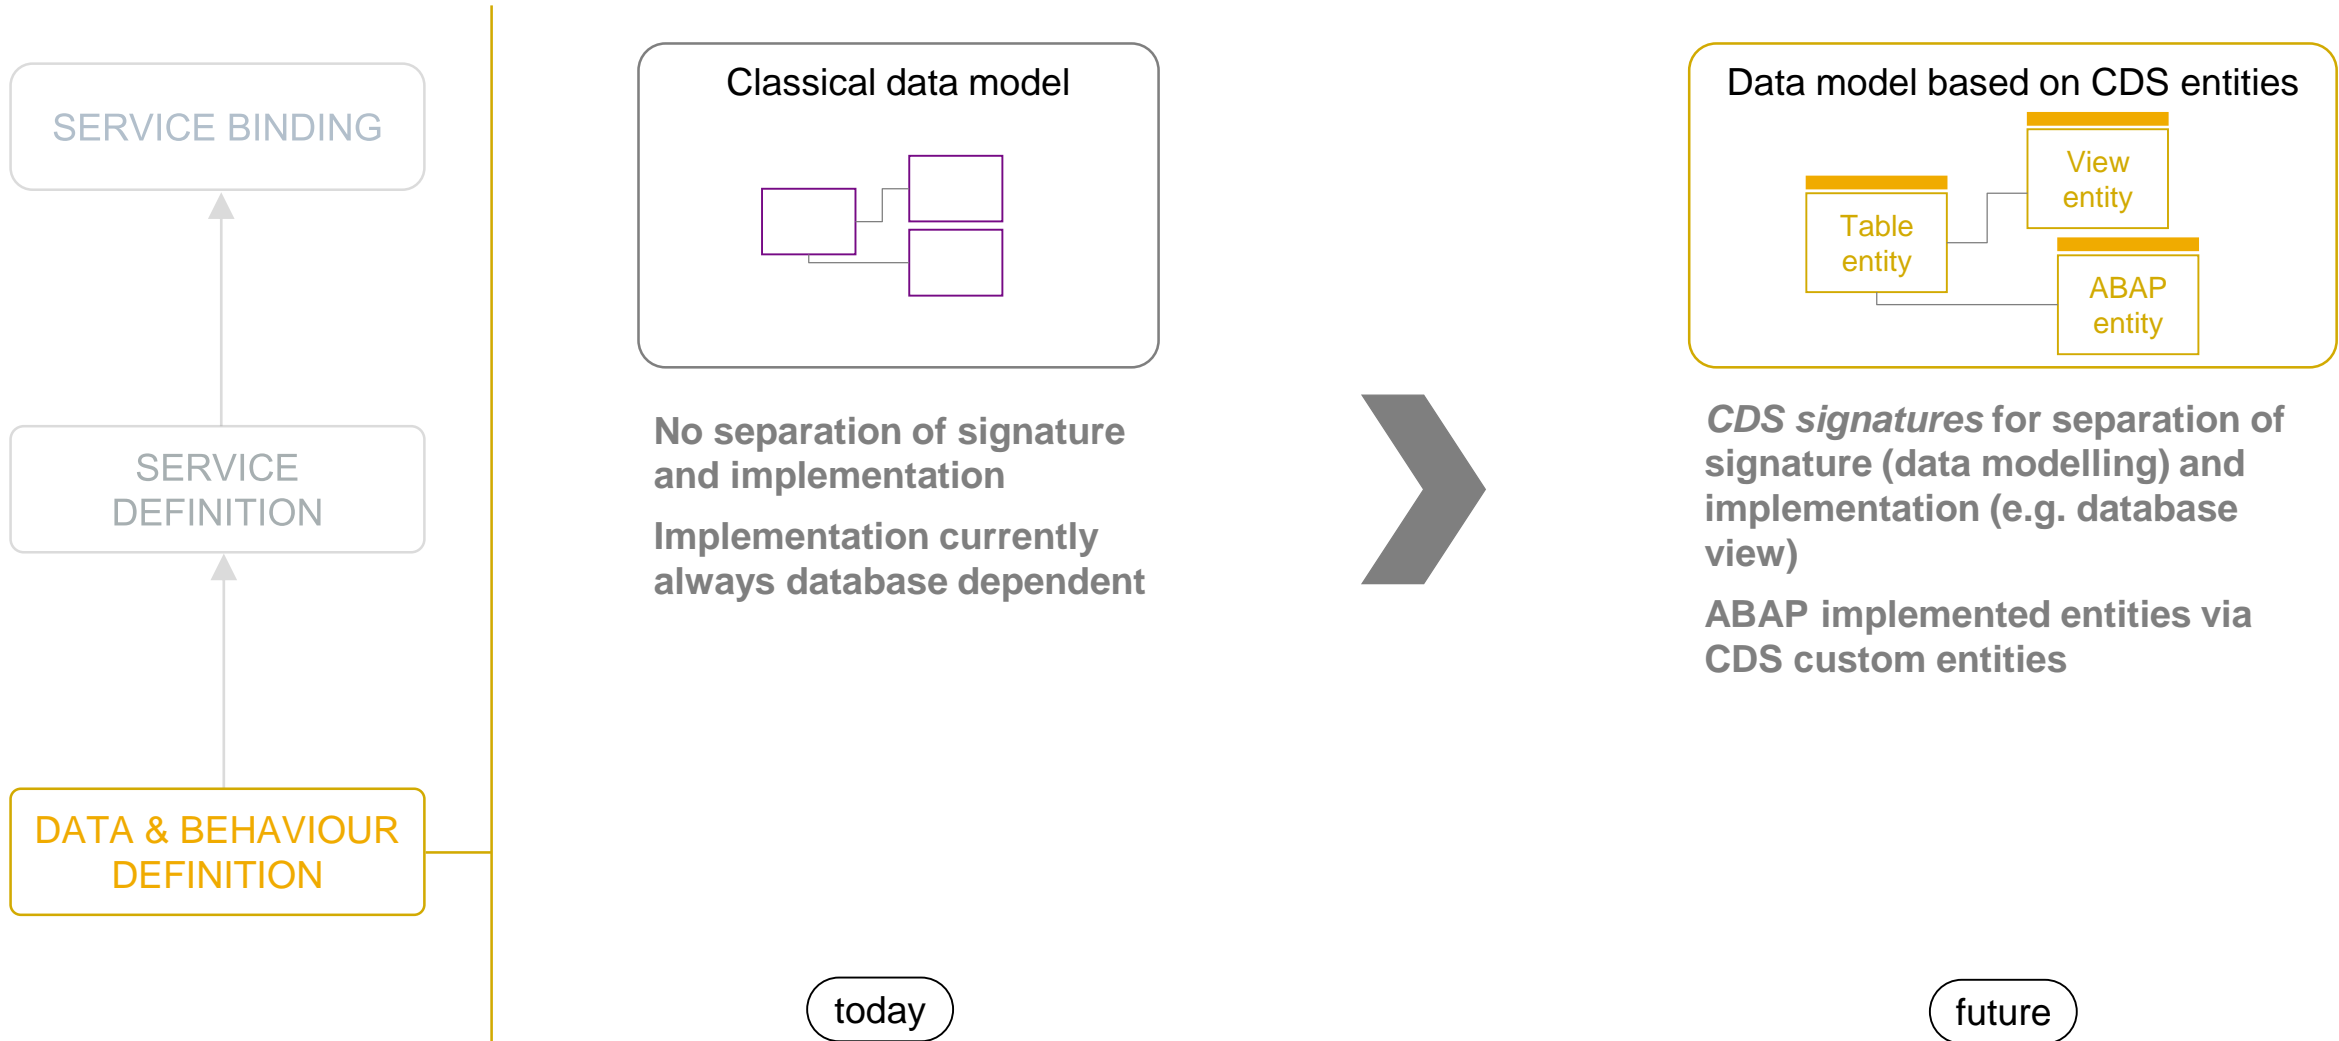 SERVICE BINDING
SERVICE
DEFINITION
DATA & BEHAVIOUR
DEFINITION
Classical data model
No separation of signature
and implementation
Implementation currently
always database dependent
today
Data model based on CDS entities
View
entity
Table
entity
ABAP
entity
CDS signatures for separation of
signature (data modelling) and
implementation (e.g. database
view)
ABAP implemented entities via
CDS custom entities
future